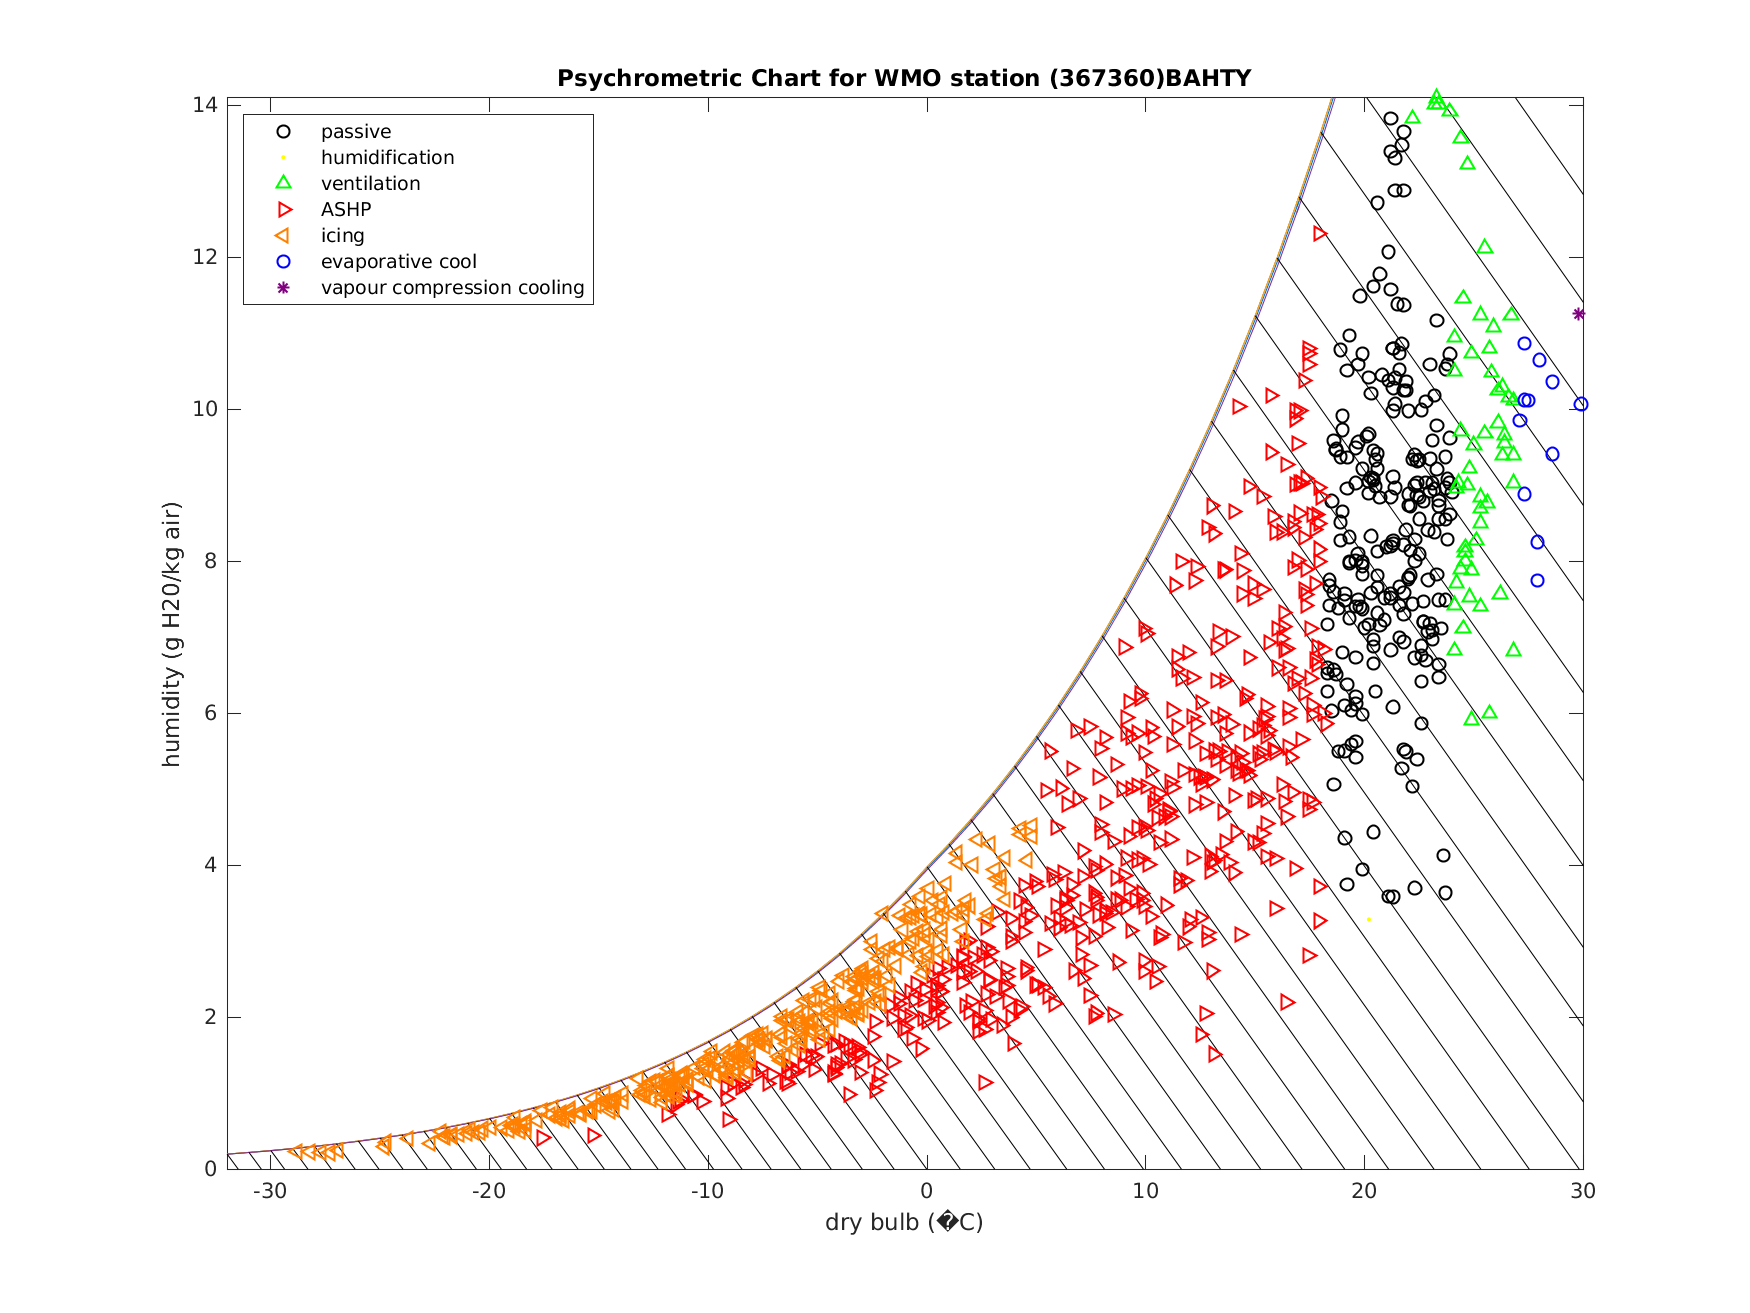 Psychrometric Chart for WMO station (367360)BAHTY
14
12
10
8
6
4
2
0
humidity (g H20/kg air)
passive
humidification
ventilation
ASHP
icing
evaporative cool
vapour compression cooling
-30 -20 -10 0 10 20 30
dry bulb (�C)